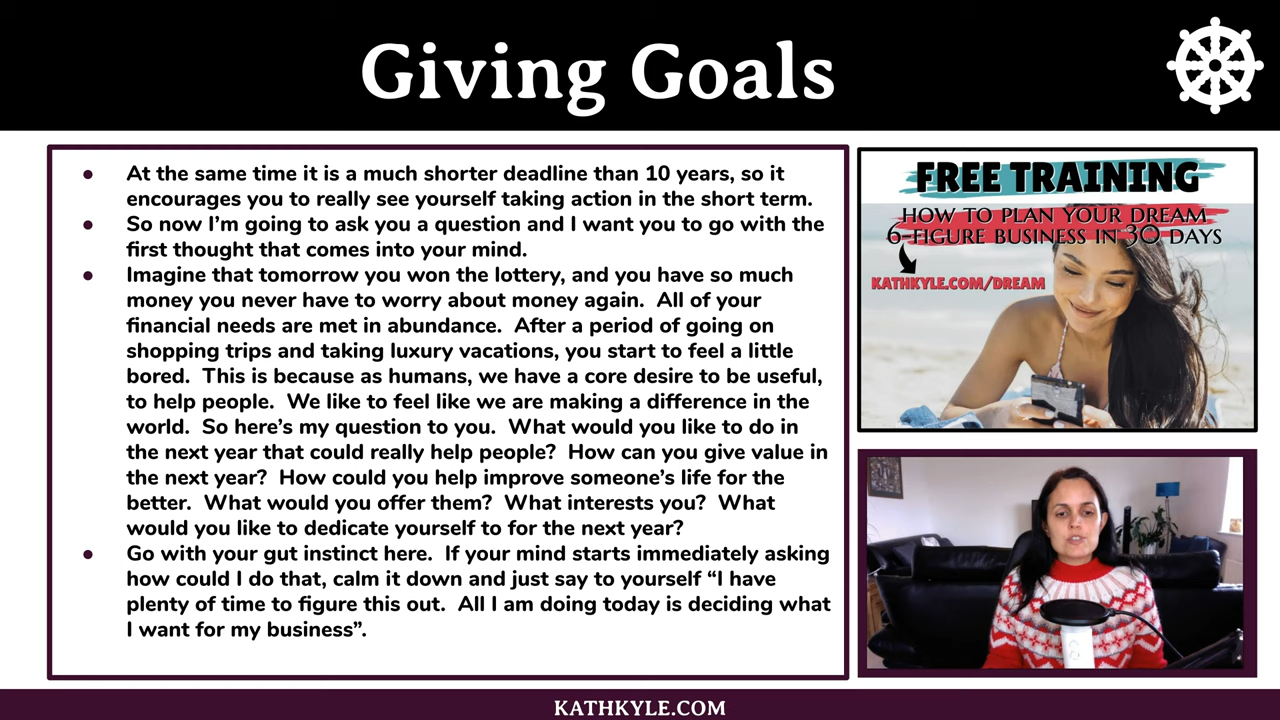 Giving Goals
● At the same time it is a much shorter deadline than 10 years, so it
encourages you to really see yourself taking action in the short term.
● So now I'm going to ask you a question and I want you to go with the
first thought that comes into your mind.
● Imagine that tomorrow you won the lottery, and you have so much
money you never have to worry about money again. All of your
financial needs are met in abundance. After a period of going on
shopping trips and taking luxury vacations, you start to feel a little
bored. This is because as humans, we have a core desire to be useful,
to help people. We like to feel like we are making a difference in the
world. So here's my question to you. What would you like to do in
the next year that could really help people? How can you give value in
the next year? How could you help improve someone's life for the
better. What would you offer them? What interests you? What
would you like to dedicate yourself to for the next year?
● Go with your gut instinct here. If your mind starts immediately asking
how could I do that, calm it down and just say to yourself “I have
plenty of time to figure this out. All I am doing today is deciding what
I want for my business”.
FREE TRAINING
HOW TO PLAN YOUR DREAM
6-FIGURE BUSINESS IN 30 DAYS
KATHKYLE.COM/DREAM
KATHKYLE.COM